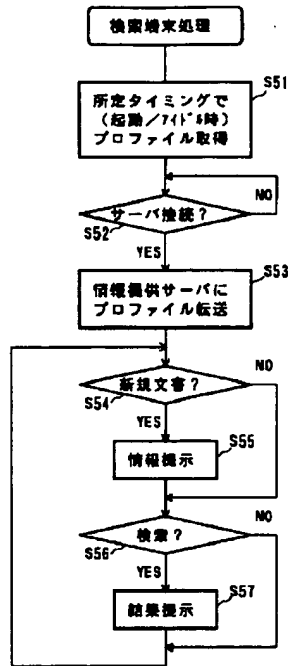 検索端末処理
S51
所定タイミングで
(起動/アイドル時)
プロファイル取得
NO
サーバ接続?
S52
YES
S53
情報提供サーバに
プロファイル転送
NO
新規文書?
S54
YES
S55
情報提示
NO
検索?
S56
YES
S57
結果提示